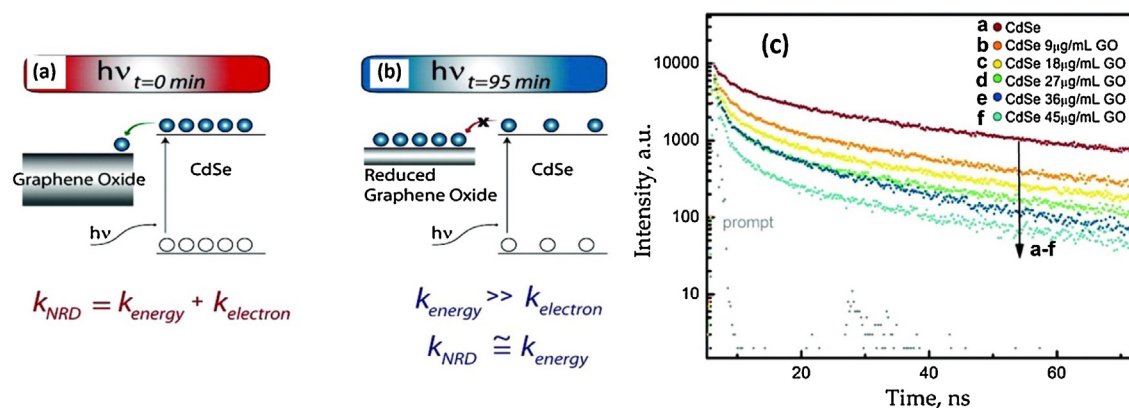 (a)
hν t=0 min
Graphene Oxide
CdSe
hν
k_NRD = k_energy + k_electron
(b)
hν t=95 min
Reduced
Graphene Oxide
CdSe
hν
k_energy >> k_electron
k_NRD ≅ k_energy
(c)
a CdSe
b CdSe 9µg/mL GO
c CdSe 18µg/mL GO
d CdSe 27µg/mL GO
e CdSe 36µg/mL GO
f CdSe 45µg/mL GO
Intensity, a.u.
10000
1000
100
10
prompt
a-f
20 40 60
Time, ns